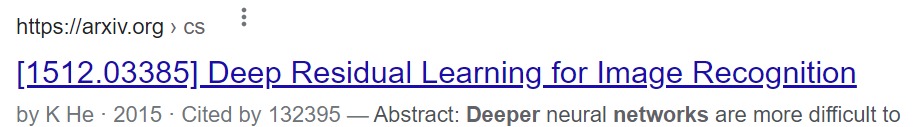 https://arxiv.org › cs
[1512.03385] Deep Residual Learning for Image Recognition
by K He · 2015 · Cited by 132395 — Abstract: Deeper neural networks are more difficult to